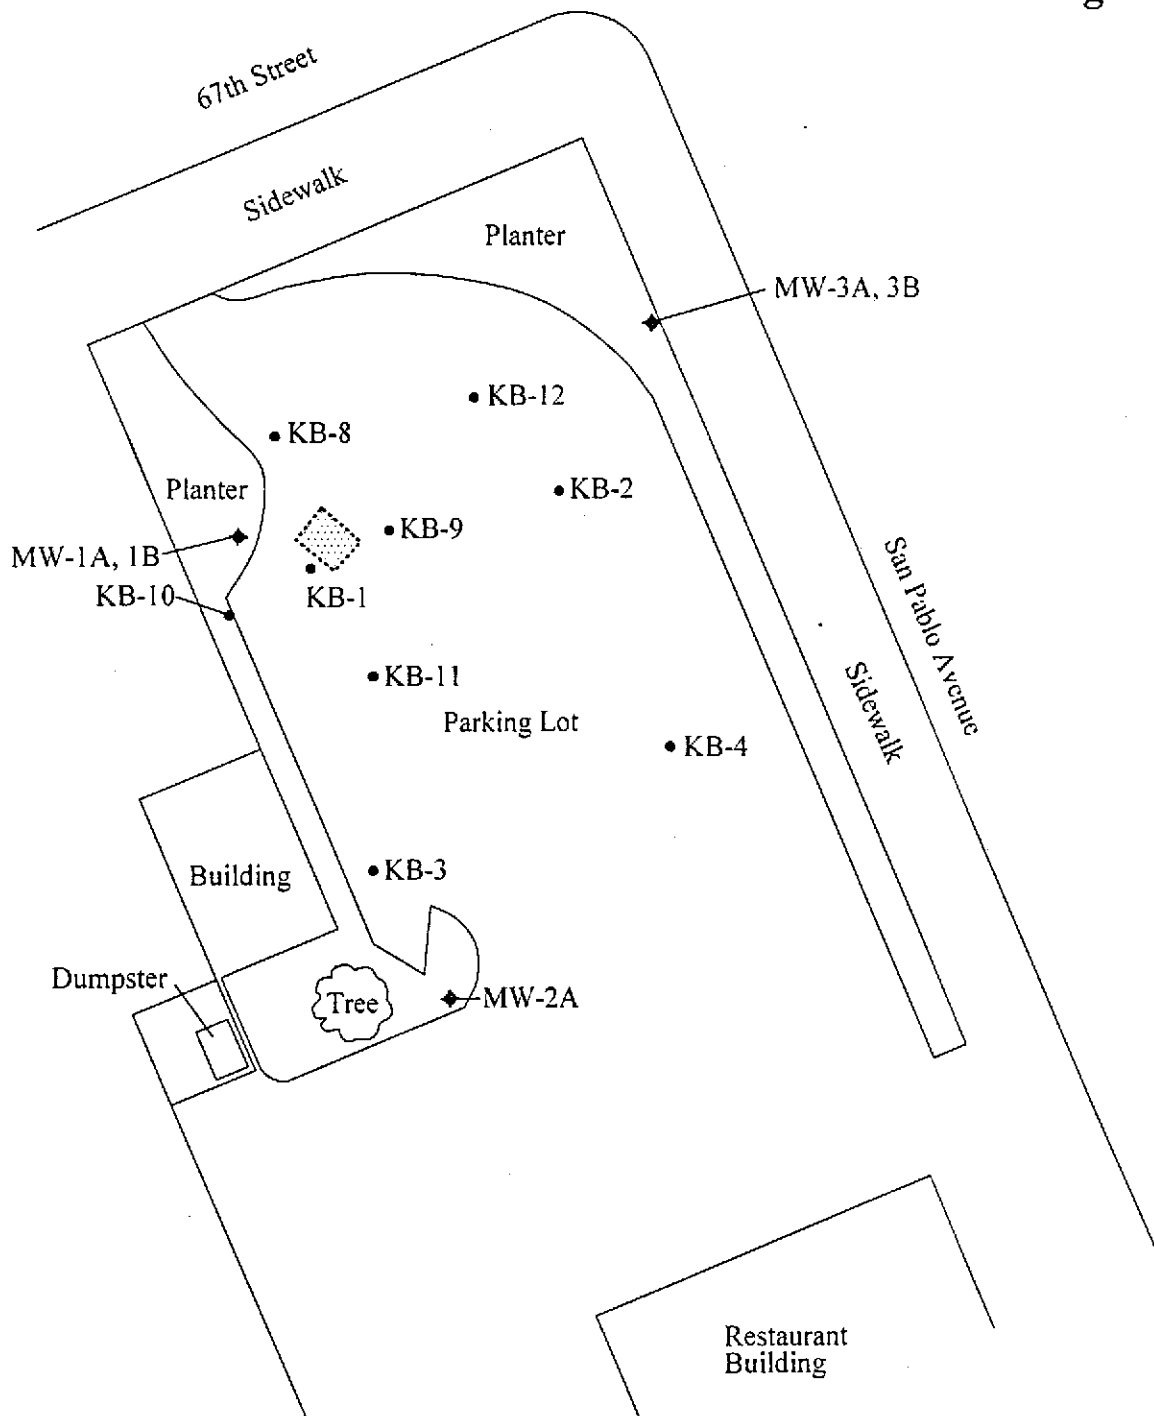 g
67th Street
Sidewalk
Planter
MW-3A, 3B
KB-12
KB-8
Planter
KB-2
KB-9
MW-1A, 1B
KB-10
KB-1
San Pablo Avenue
KB-11
Sidewalk
Parking Lot
KB-4
Building
KB-3
Dumpster
Tree
MW-2A
Restaurant
Building